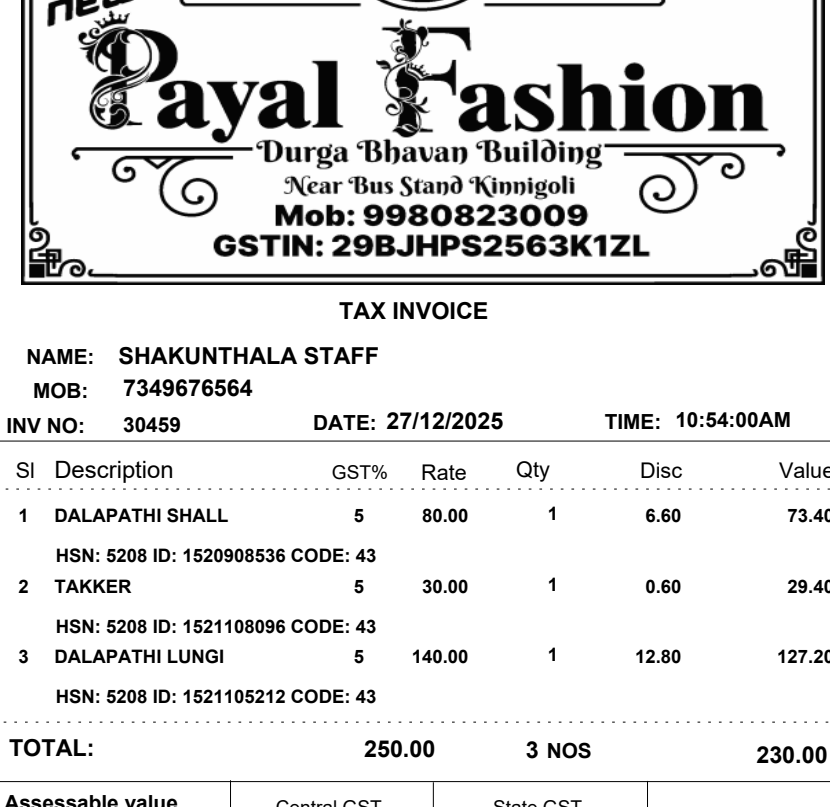 new
Payal Fashion
Durga Bhavan Building
Near Bus Stand Kinnigoli
Mob: 9980823009
GSTIN: 29BJHPS2563K1ZL
TAX INVOICE
NAME: SHAKUNTHALA STAFF
MOB: 7349676564
INV NO: 30459 DATE: 27/12/2025 TIME: 10:54:00AM
Sl Description GST% Rate Qty Disc Value
1 DALAPATHI SHALL 5 80.00 1 6.60 73.40
HSN: 5208 ID: 1520908536 CODE: 43
2 TAKKER 5 30.00 1 0.60 29.40
HSN: 5208 ID: 1521108096 CODE: 43
3 DALAPATHI LUNGI 5 140.00 1 12.80 127.20
HSN: 5208 ID: 1521105212 CODE: 43
TOTAL: 250.00 3 NOS 230.00
Assessable value Central GST State GST